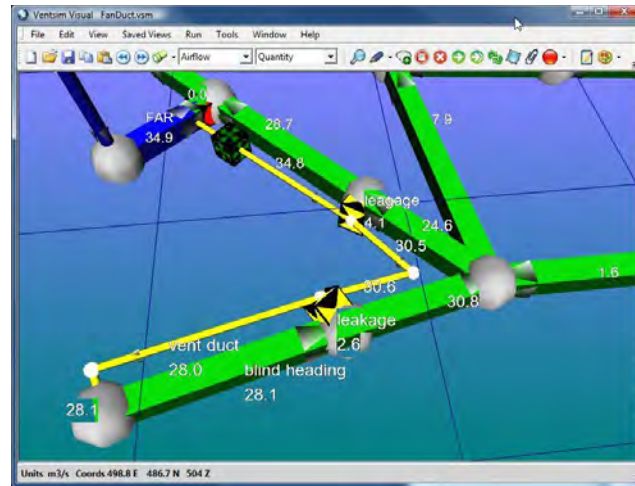 Ventsim Visual FanDuct.vsm
File Edit View Saved Views Run Tools Window Help
Airflow Quantity
0.0
FAR
34.9
28.7
7.9
34.8
leagage
4.1
24.6
30.5
30.6
1.6
30.8
leakage
2.6
vent duct
28.0
blind heading
28.1
28.1
Units m3/s Coords 498.8 E 486.7 N 504 Z